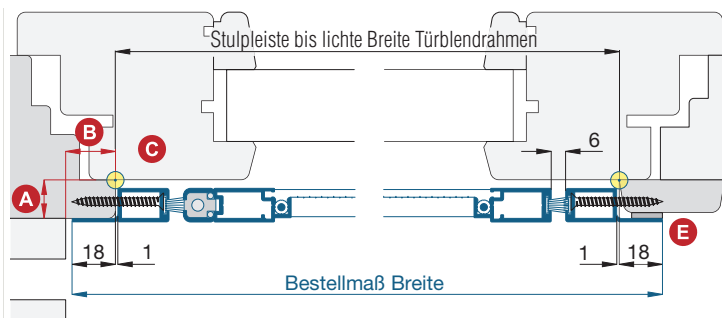 Stulpleiste bis lichte Breite Türblendrahmen
B
C
6
A
E
18
1
1
18
Bestellmaß Breite